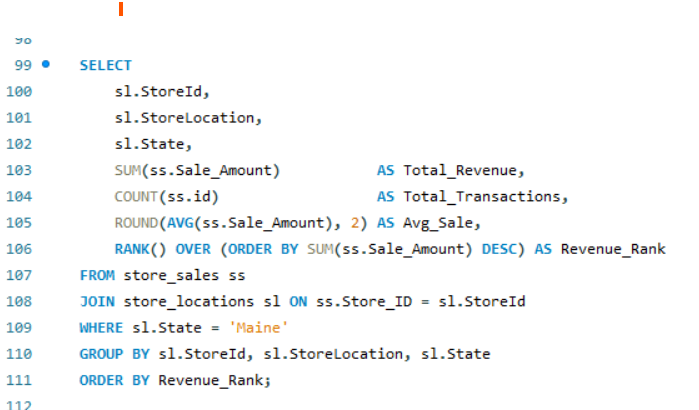 98
99 SELECT
100 sl.StoreId,
101 sl.StoreLocation,
102 sl.State,
103 SUM(ss.Sale_Amount) AS Total_Revenue,
104 COUNT(ss.id) AS Total_Transactions,
105 ROUND(AVG(ss.Sale_Amount), 2) AS Avg_Sale,
106 RANK() OVER (ORDER BY SUM(ss.Sale_Amount) DESC) AS Revenue_Rank
107 FROM store_sales ss
108 JOIN store_locations sl ON ss.Store_ID = sl.StoreId
109 WHERE sl.State = 'Maine'
110 GROUP BY sl.StoreId, sl.StoreLocation, sl.State
111 ORDER BY Revenue_Rank;
112